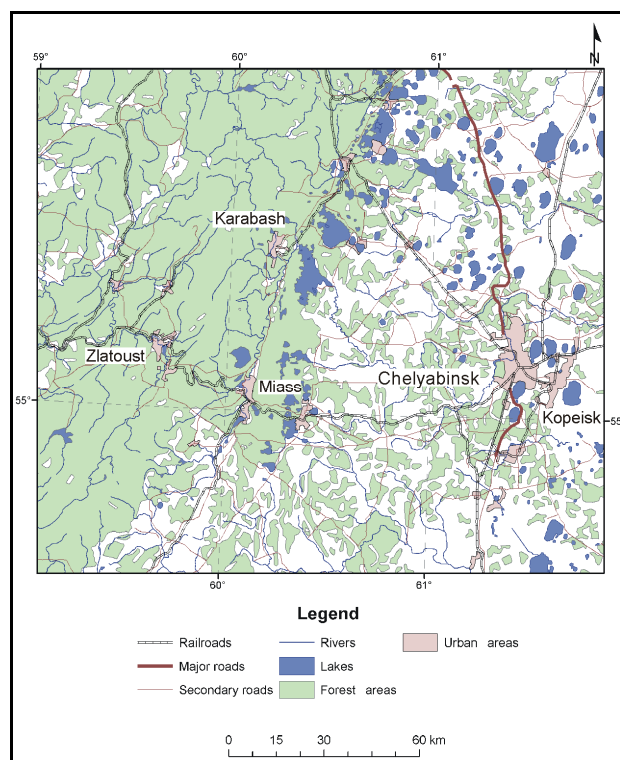 N
59° 60° 61°
Karabash
Zlatoust
Miass
Chelyabinsk
Kopeisk
55° 55
60° 61°
Legend
Railroads Rivers Urban areas
Major roads Lakes
Secondary roads Forest areas
0 15 30 60 km